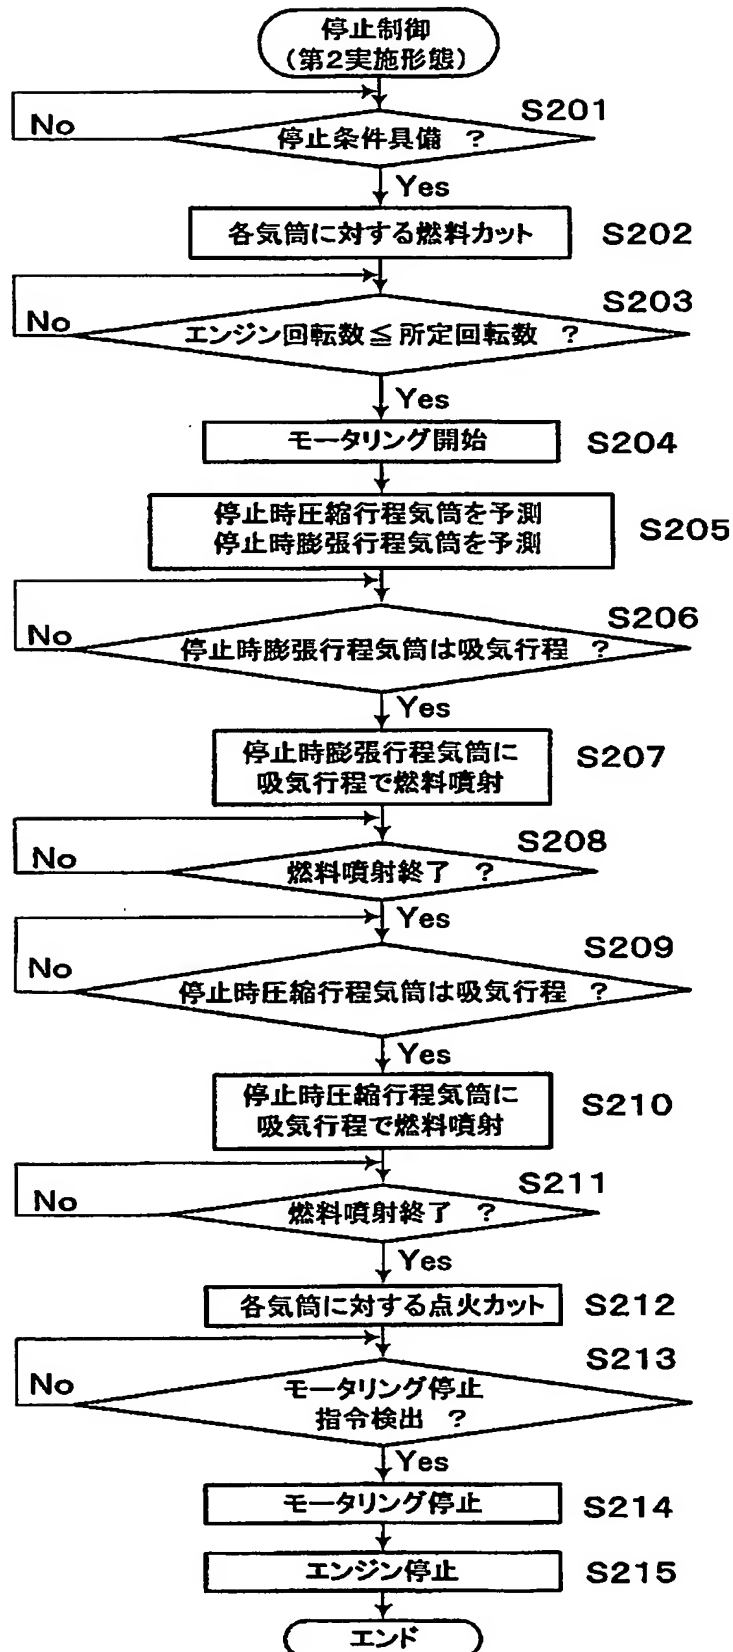 停止制御
(第2実施形態)
S201
No
停止条件具備 ?
Yes
各気筒に対する燃料カット
S202
S203
No
エンジン回転数≦所定回転数 ?
Yes
モータリング開始
S204
停止時圧縮行程気筒を予測
停止時膨張行程気筒を予測
S205
S206
No
停止時膨張行程気筒は吸気行程 ?
Yes
停止時膨張行程気筒に
吸気行程で燃料噴射
S207
S208
No
燃料噴射終了 ?
Yes
S209
No
停止時圧縮行程気筒は吸気行程 ?
Yes
停止時圧縮行程気筒に
吸気行程で燃料噴射
S210
S211
No
燃料噴射終了 ?
Yes
各気筒に対する点火カット
S212
S213
No
モータリング停止
指令検出 ?
Yes
モータリング停止
S214
エンジン停止
S215
エンド